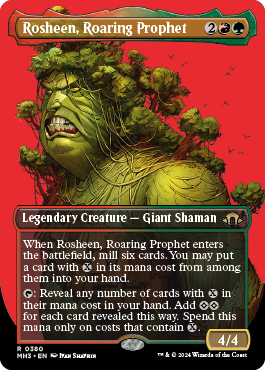 Rosheen, Roaring Prophet 2
Legendary Creature — Giant Shaman
When Rosheen, Roaring Prophet enters
the battlefield, mill six cards. You may put
a card with X in its mana cost from among
them into your hand.
: Reveal any number of cards with X in
their mana cost in your hand. Add
for each card revealed this way. Spend this
mana only on costs that contain X.
4/4
R 0380
MH3 • EN Ivan Shavrin
™ & © 2024 Wizards of the Coast